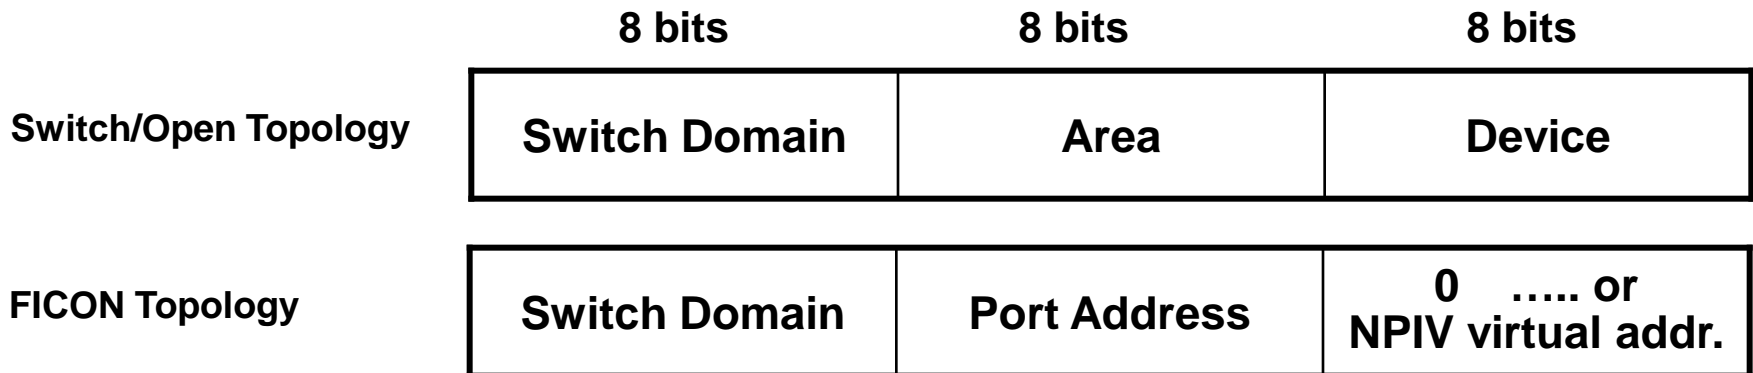 8 bits 8 bits 8 bits
Switch/Open Topology Switch Domain Area Device
FICON Topology Switch Domain Port Address 0 ….. or
NPIV virtual addr.